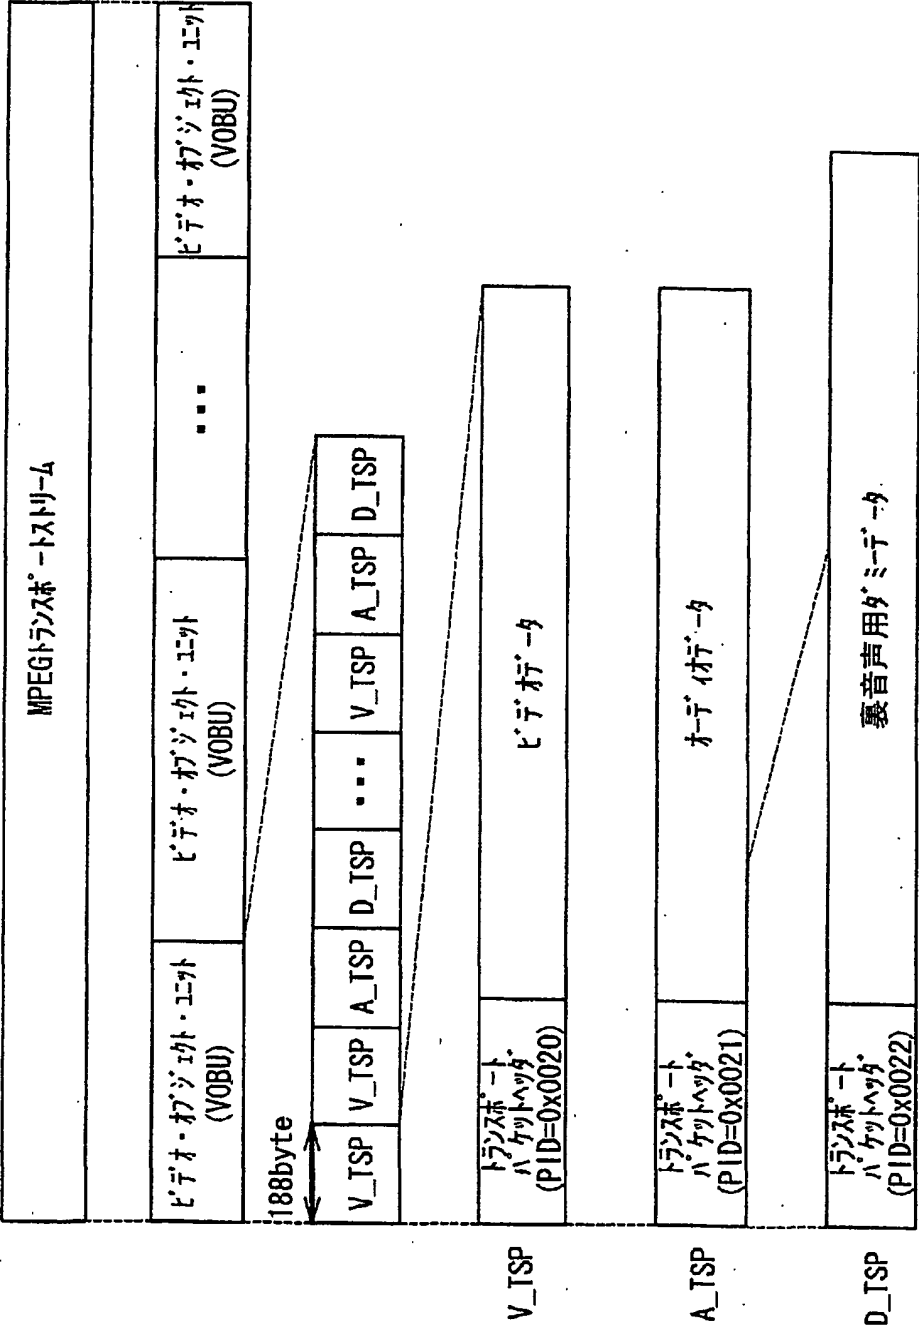 MPEGﾄﾗﾝｽﾎﾟｰﾄｽﾄﾘｰﾑ
ﾋﾞﾃﾞｵ・ｵﾌﾞｼﾞｪｸﾄ・ﾕﾆｯﾄ
(VOBU)
ﾋﾞﾃﾞｵ・ｵﾌﾞｼﾞｪｸﾄ・ﾕﾆｯﾄ
(VOBU)
...
ﾋﾞﾃﾞｵ・ｵﾌﾞｼﾞｪｸﾄ・ﾕﾆｯﾄ
(VOBU)
188byte
V_TSP V_TSP A_TSP D_TSP ... V_TSP A_TSP D_TSP
V_TSP
ﾄﾗﾝｽﾎﾟｰﾄ
ﾊﾟｹｯﾄﾍｯﾀﾞ
(PID=0x0020)
ﾋﾞﾃﾞｵﾃﾞｰﾀ
A_TSP
ﾄﾗﾝｽﾎﾟｰﾄ
ﾊﾟｹｯﾄﾍｯﾀﾞ
(PID=0x0021)
ｵｰﾃﾞｨｵﾃﾞｰﾀ
D_TSP
ﾄﾗﾝｽﾎﾟｰﾄ
ﾊﾟｹｯﾄﾍｯﾀﾞ
(PID=0x0022)
裏音声用ﾀﾞﾐｰﾃﾞｰﾀ